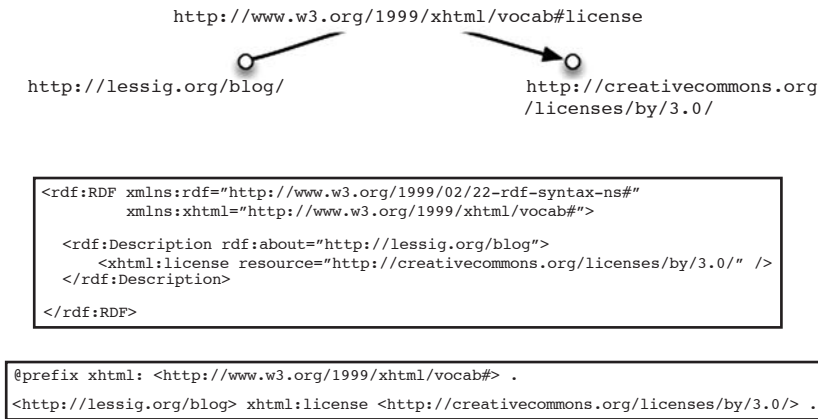 http://www.w3.org/1999/xhtml/vocab#license
http://lessig.org/blog/
http://creativecommons.org
/licenses/by/3.0/
<rdf:RDF xmlns:rdf="http://www.w3.org/1999/02/22-rdf-syntax-ns#"
xmlns:xhtml="http://www.w3.org/1999/xhtml/vocab#">
<rdf:Description rdf:about="http://lessig.org/blog">
<xhtml:license resource="http://creativecommons.org/licenses/by/3.0/" />
</rdf:Description>
</rdf:RDF>
@prefix xhtml: <http://www.w3.org/1999/xhtml/vocab#> .
<http://lessig.org/blog> xhtml:license <http://creativecommons.org/licenses/by/3.0/> .